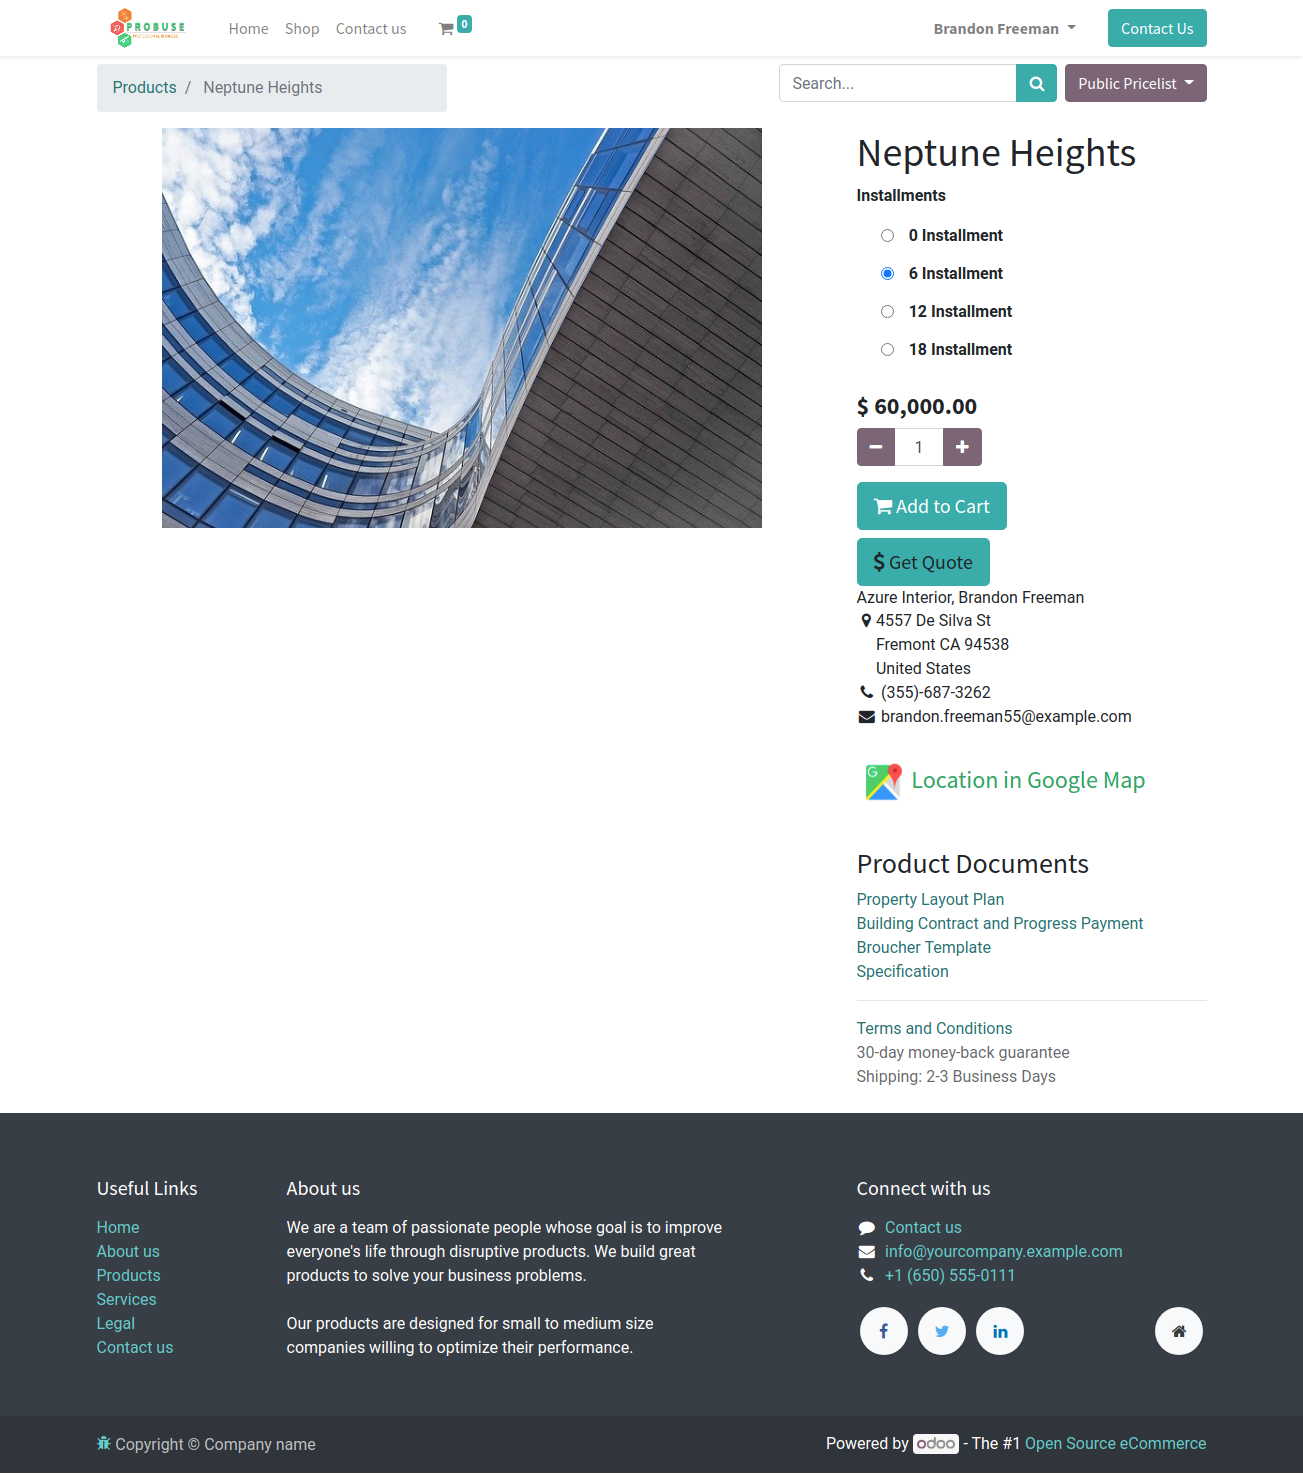 PROBUSE
Home
Shop
Contact us
0
Brandon Freeman
Contact Us
Products / Neptune Heights
Search...
Public Pricelist
Neptune Heights
Installments
0 Installment
6 Installment
12 Installment
18 Installment
$ 60,000.00
1
Add to Cart
$ Get Quote
Azure Interior, Brandon Freeman
4557 De Silva St
Fremont CA 94538
United States
(355)-687-3262
brandon.freeman55@example.com
G
Location in Google Map
Product Documents
Property Layout Plan
Building Contract and Progress Payment
Broucher Template
Specification
Terms and Conditions
30-day money-back guarantee
Shipping: 2-3 Business Days
Useful Links
Home
About us
Products
Services
Legal
Contact us
About us
We are a team of passionate people whose goal is to improve
everyone's life through disruptive products. We build great
products to solve your business problems.
Our products are designed for small to medium size
companies willing to optimize their performance.
Connect with us
Contact us
info@yourcompany.example.com
+1 (650) 555-0111
Copyright © Company name
Powered by odoo - The #1 Open Source eCommerce